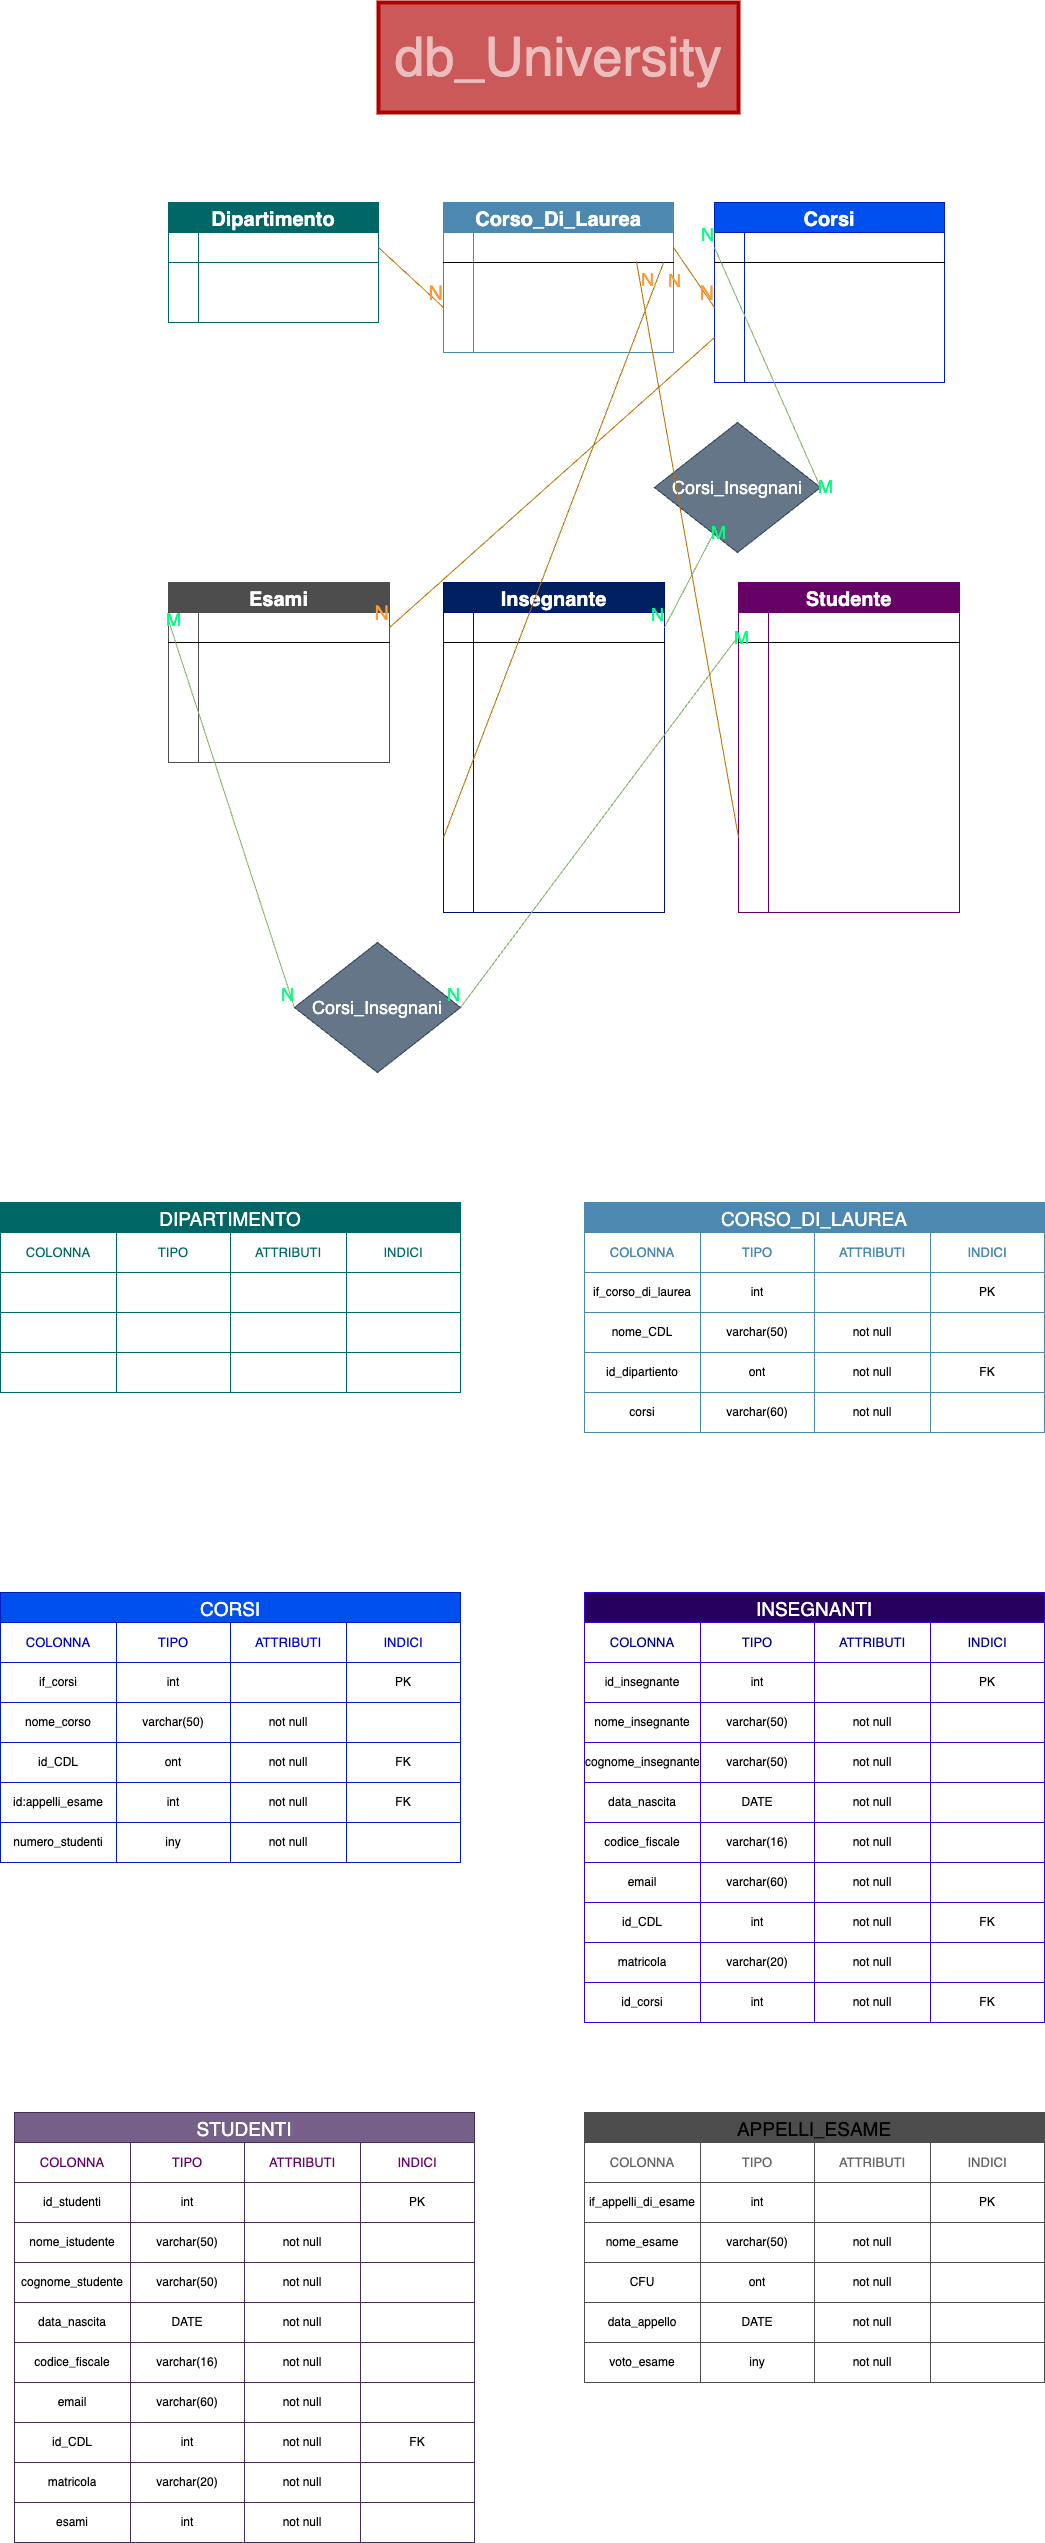 db_University
Dipartimento
Corso_Di_Laurea
Corsi
N
N
N
N
N
Corsi_Insegnani
M
M
Esami
Insegnante
Studente
M
N
N
M
N
N
Corsi_Insegnani
DIPARTIMENTO
COLONNA TIPO ATTRIBUTI INDICI
CORSO_DI_LAUREA
COLONNA TIPO ATTRIBUTI INDICI
if_corso_di_laurea int PK
nome_CDL varchar(50) not null
id_dipartiento ont not null FK
corsi varchar(60) not null
CORSI
COLONNA TIPO ATTRIBUTI INDICI
if_corsi int PK
nome_corso varchar(50) not null
id_CDL ont not null FK
id:appelli_esame int not null FK
numero_studenti iny not null
INSEGNANTI
COLONNA TIPO ATTRIBUTI INDICI
id_insegnante int PK
nome_insegnante varchar(50) not null
cognome_insegnante varchar(50) not null
data_nascita DATE not null
codice_fiscale varchar(16) not null
email varchar(60) not null
id_CDL int not null FK
matricola varchar(20) not null
id_corsi int not null FK
STUDENTI
COLONNA TIPO ATTRIBUTI INDICI
id_studenti int PK
nome_istudente varchar(50) not null
cognome_studente varchar(50) not null
data_nascita DATE not null
codice_fiscale varchar(16) not null
email varchar(60) not null
id_CDL int not null FK
matricola varchar(20) not null
esami int not null
APPELLI_ESAME
COLONNA TIPO ATTRIBUTI INDICI
if_appelli_di_esame int PK
nome_esame varchar(50) not null
CFU ont not null
data_appello DATE not null
voto_esame iny not null